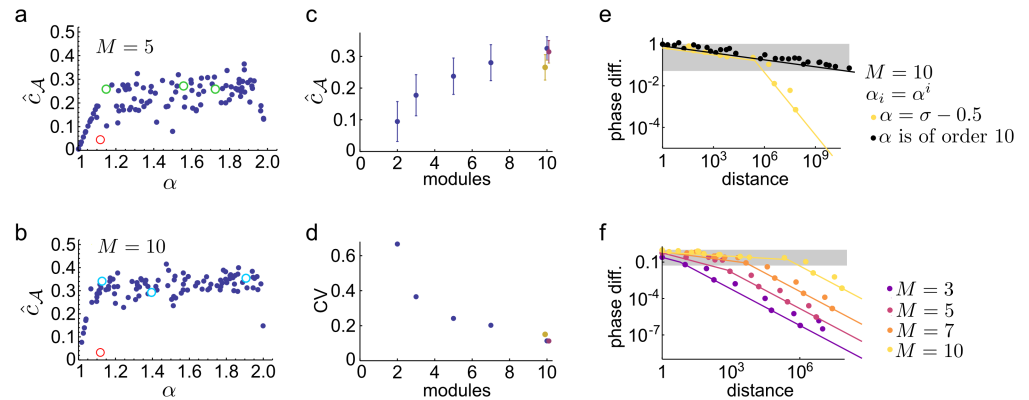 a
0.5
0.4
0.3
0.2
0.1
0
ĉ_A
M = 5
1
1.2
1.4
1.6
1.8
2.0
α
c
0.3
0.2
0.1
0
ĉ_A
0
2
4
6
8
10
modules
e
1
10^-2
10^-4
phase diff.
1
10^3
10^6
10^9
distance
M = 10
α_i = α^i
α = σ − 0.5
α is of order 10
b
0.5
0.4
0.3
0.2
0.1
0
ĉ_A
M = 10
1
1.2
1.4
1.6
1.8
2.0
α
d
0.6
0.4
0.2
0
CV
0
2
4
6
8
10
modules
f
0.1
10^-4
10^-7
phase diff.
1
10^3
10^6
distance
M = 3
M = 5
M = 7
M = 10